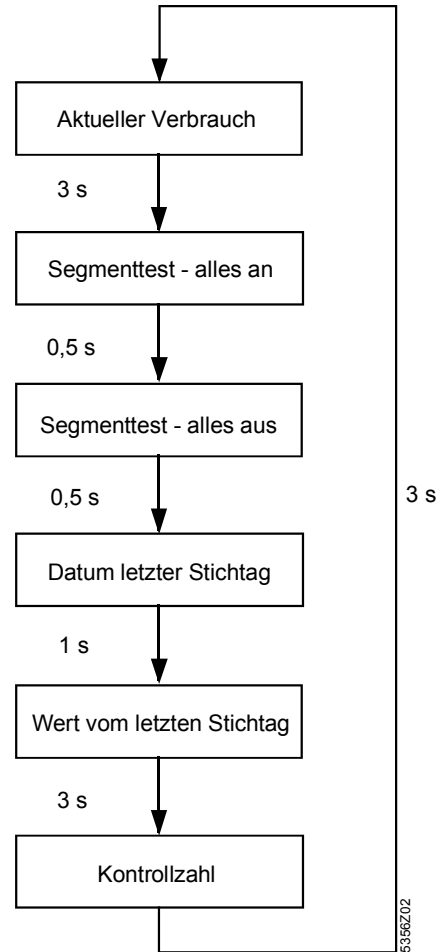 Aktueller Verbrauch
3 s
Segmenttest - alles an
0,5 s
Segmenttest - alles aus
0,5 s
3 s
Datum letzter Stichtag
1 s
Wert vom letzten Stichtag
3 s
Kontrollzahl
5356Z02